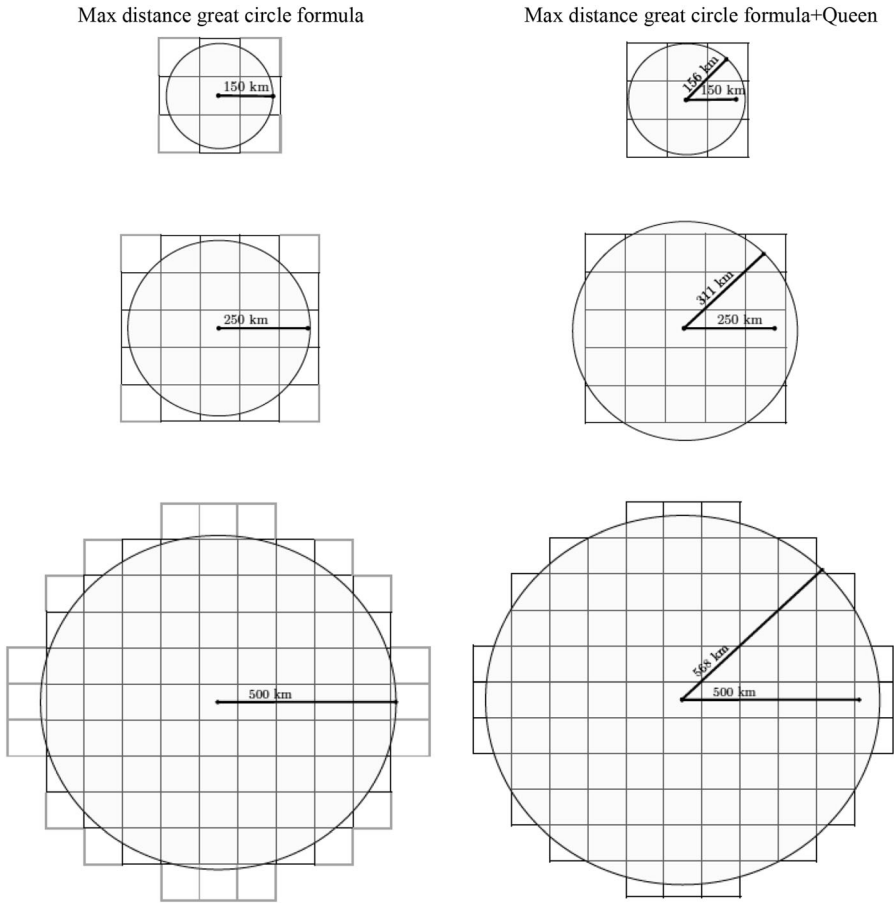 Max distance great circle formula
Max distance great circle formula+Queen
150 km
156 km
150 km
250 km
311 km
250 km
500 km
568 km
500 km